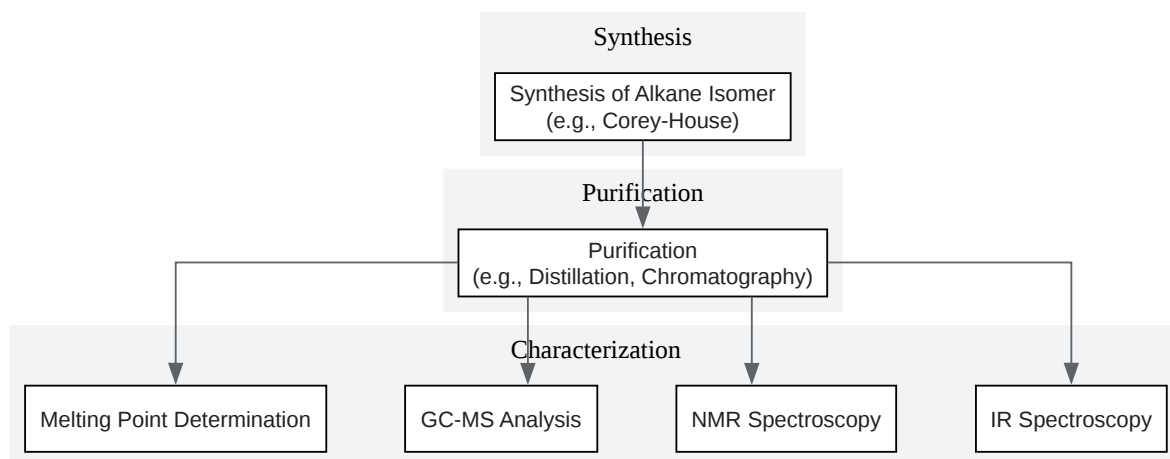 Synthesis
Synthesis of Alkane Isomer
(e.g., Corey-House)
Purification
Purification
(e.g., Distillation, Chromatography)
Characterization
Melting Point Determination
GC-MS Analysis
NMR Spectroscopy
IR Spectroscopy